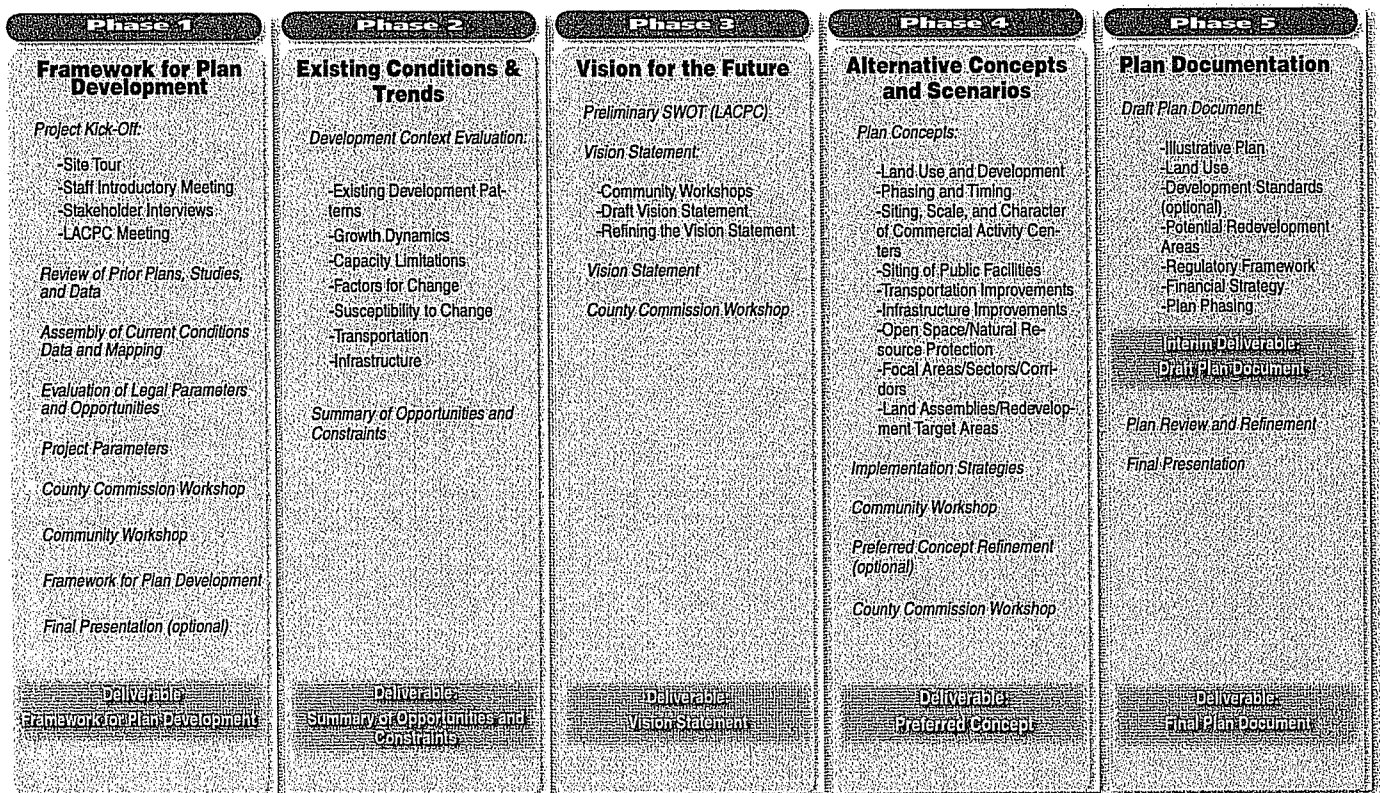 Phase 1
Framework for Plan
Development
Project Kick-Off:
-Site Tour
-Staff Introductory Meeting
-Stakeholder Interviews
-LACPC Meeting
Review of Prior Plans, Studies,
and Data
Assembly of Current Conditions
Data and Mapping
Evaluation of Legal Parameters
and Opportunities
Project Parameters
County Commission Workshop
Community Workshop
Framework for Plan Development
Final Presentation (optional)
Deliverable:
Framework for Plan Development
Phase 2
Existing Conditions &
Trends
Development Context Evaluation:
-Existing Development Pat-
terns
-Growth Dynamics
-Capacity Limitations
-Factors for Change
-Susceptibility to Change
-Transportation
-Infrastructure
Summary of Opportunities and
Constraints
Deliverable:
Summary of Opportunities and
Constraints
Phase 3
Vision for the Future
Preliminary SWOT (LACPC)
Vision Statement:
-Community Workshops
-Draft Vision Statement
-Refining the Vision Statement
Vision Statement
County Commission Workshop
Deliverable:
Vision Statement
Phase 4
Alternative Concepts
and Scenarios
Plan Concepts:
-Land Use and Development
-Phasing and Timing
-Siting, Scale, and Character
of Commercial Activity Cen-
ters
-Siting of Public Facilities
-Transportation Improvements
-Infrastructure Improvements
-Open Space/Natural Re-
source Protection
-Focal Areas/Sectors/Corri-
dors
-Land Assemblies/Redevelop-
ment Target Areas
Implementation Strategies
Community Workshop
Preferred Concept Refinement
(optional)
County Commission Workshop
Deliverable:
Preferred Concept
Phase 5
Plan Documentation
Draft Plan Document:
-Illustrative Plan
-Land Use
-Development Standards
(optional)
-Potential Redevelopment
Areas
-Regulatory Framework
-Financial Strategy
-Plan Phasing
Interim Deliverable:
Draft Plan Document
Plan Review and Refinement
Final Presentation
Deliverable:
Final Plan Document